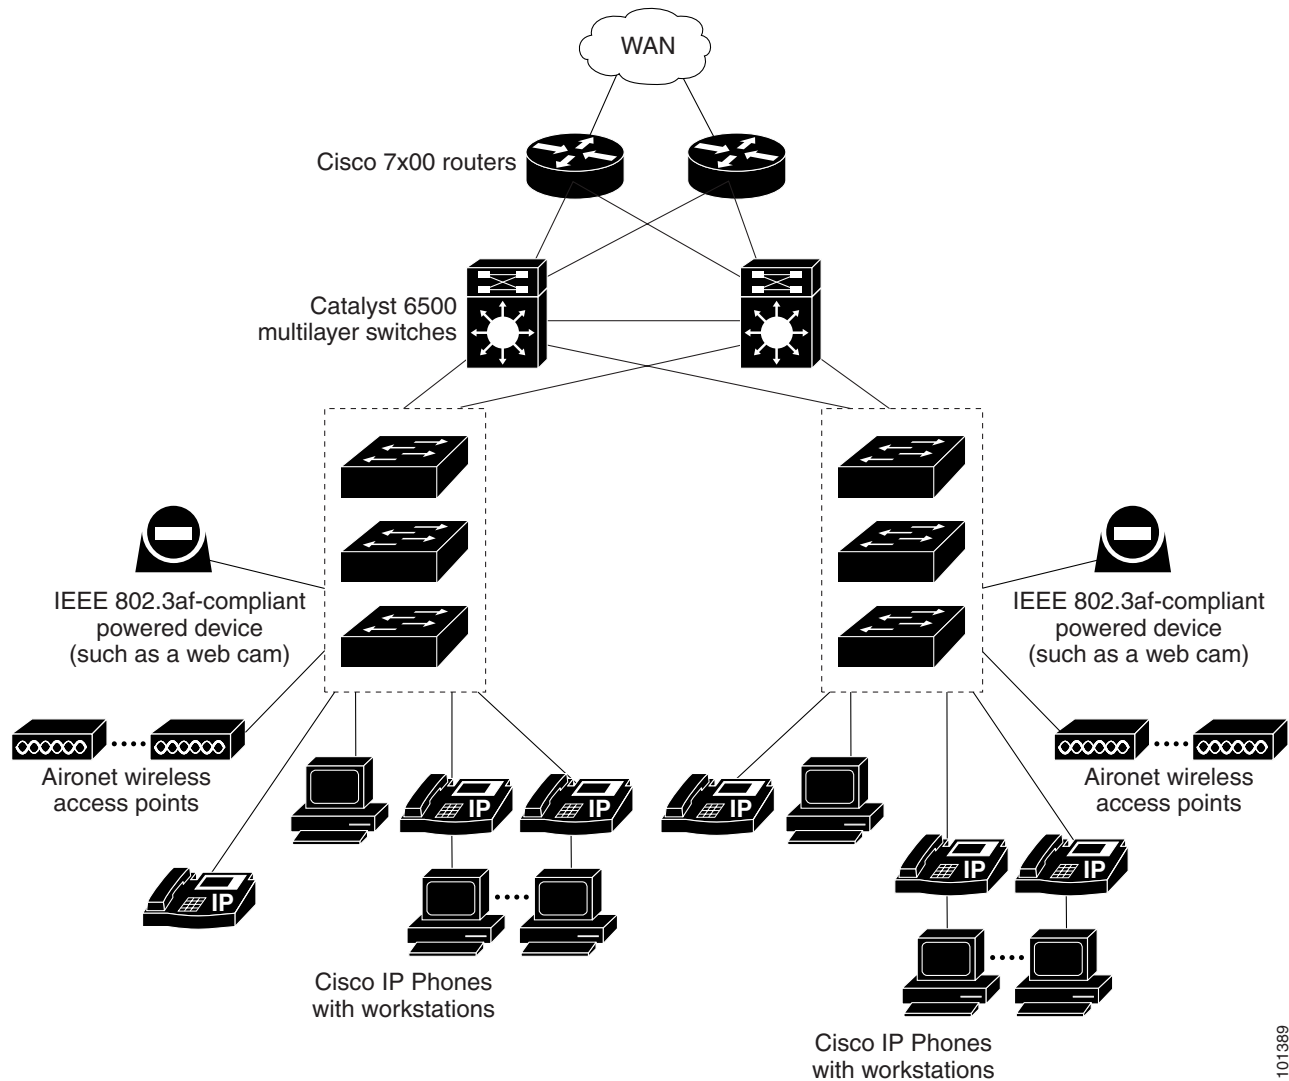 WAN
Cisco 7x00 routers
Catalyst 6500
multilayer switches
IEEE 802.3af-compliant
powered device
(such as a web cam)
IEEE 802.3af-compliant
powered device
(such as a web cam)
Aironet wireless
access points
Aironet wireless
access points
IP
IP
IP
IP
IP
IP
Cisco IP Phones
with workstations
Cisco IP Phones
with workstations
101389